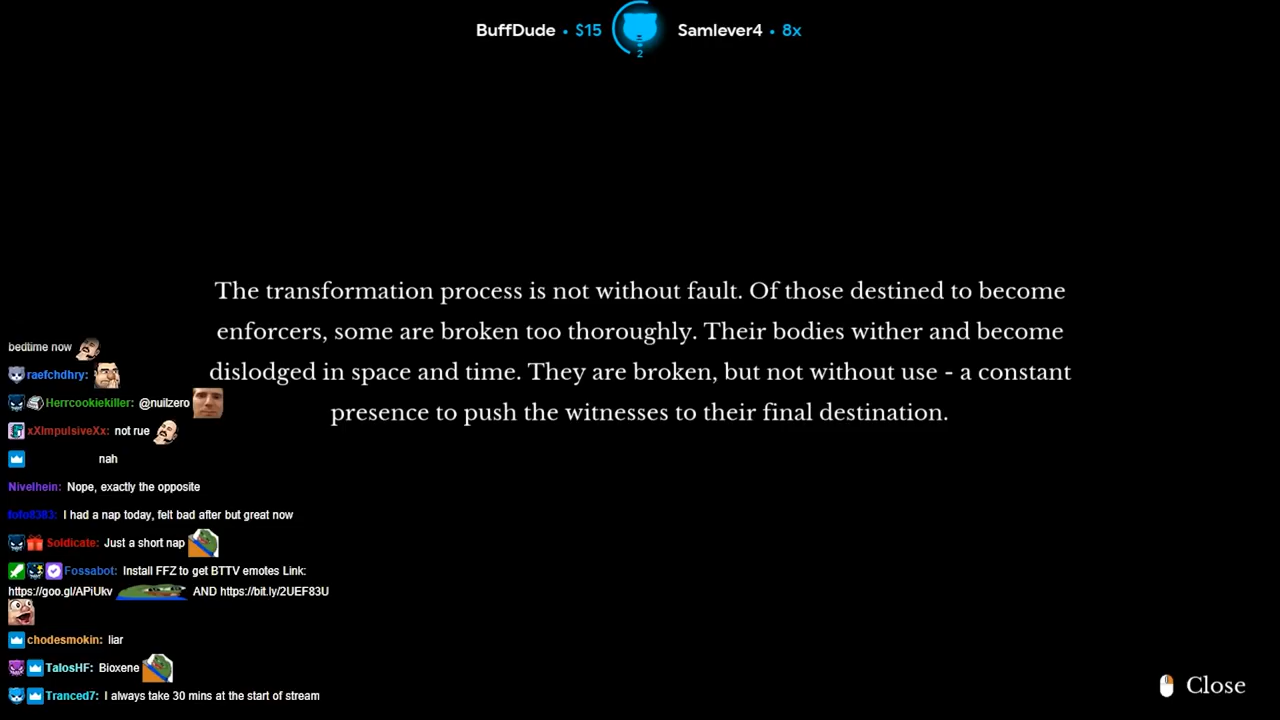 BuffDude • $15
2
Samlever4 • 8x
The transformation process is not without fault. Of those destined to become
enforcers, some are broken too thoroughly. Their bodies wither and become
dislodged in space and time. They are broken, but not without use - a constant
presence to push the witnesses to their final destination.
bedtime now
raefchdhry:
Herrcookiekiller: @nuilzero
xXImpulsiveXx: not rue
nah
Nivelhein: Nope, exactly the opposite
I had a nap today, felt bad after but great now
Soldicate: Just a short nap
Fossabot: Install FFZ to get BTTV emotes Link:
https://goo.gl/APiUkv AND https://bit.ly/2UEF83U
chodesmokin: liar
TalosHF: Bioxene
Tranced7: I always take 30 mins at the start of stream
Close